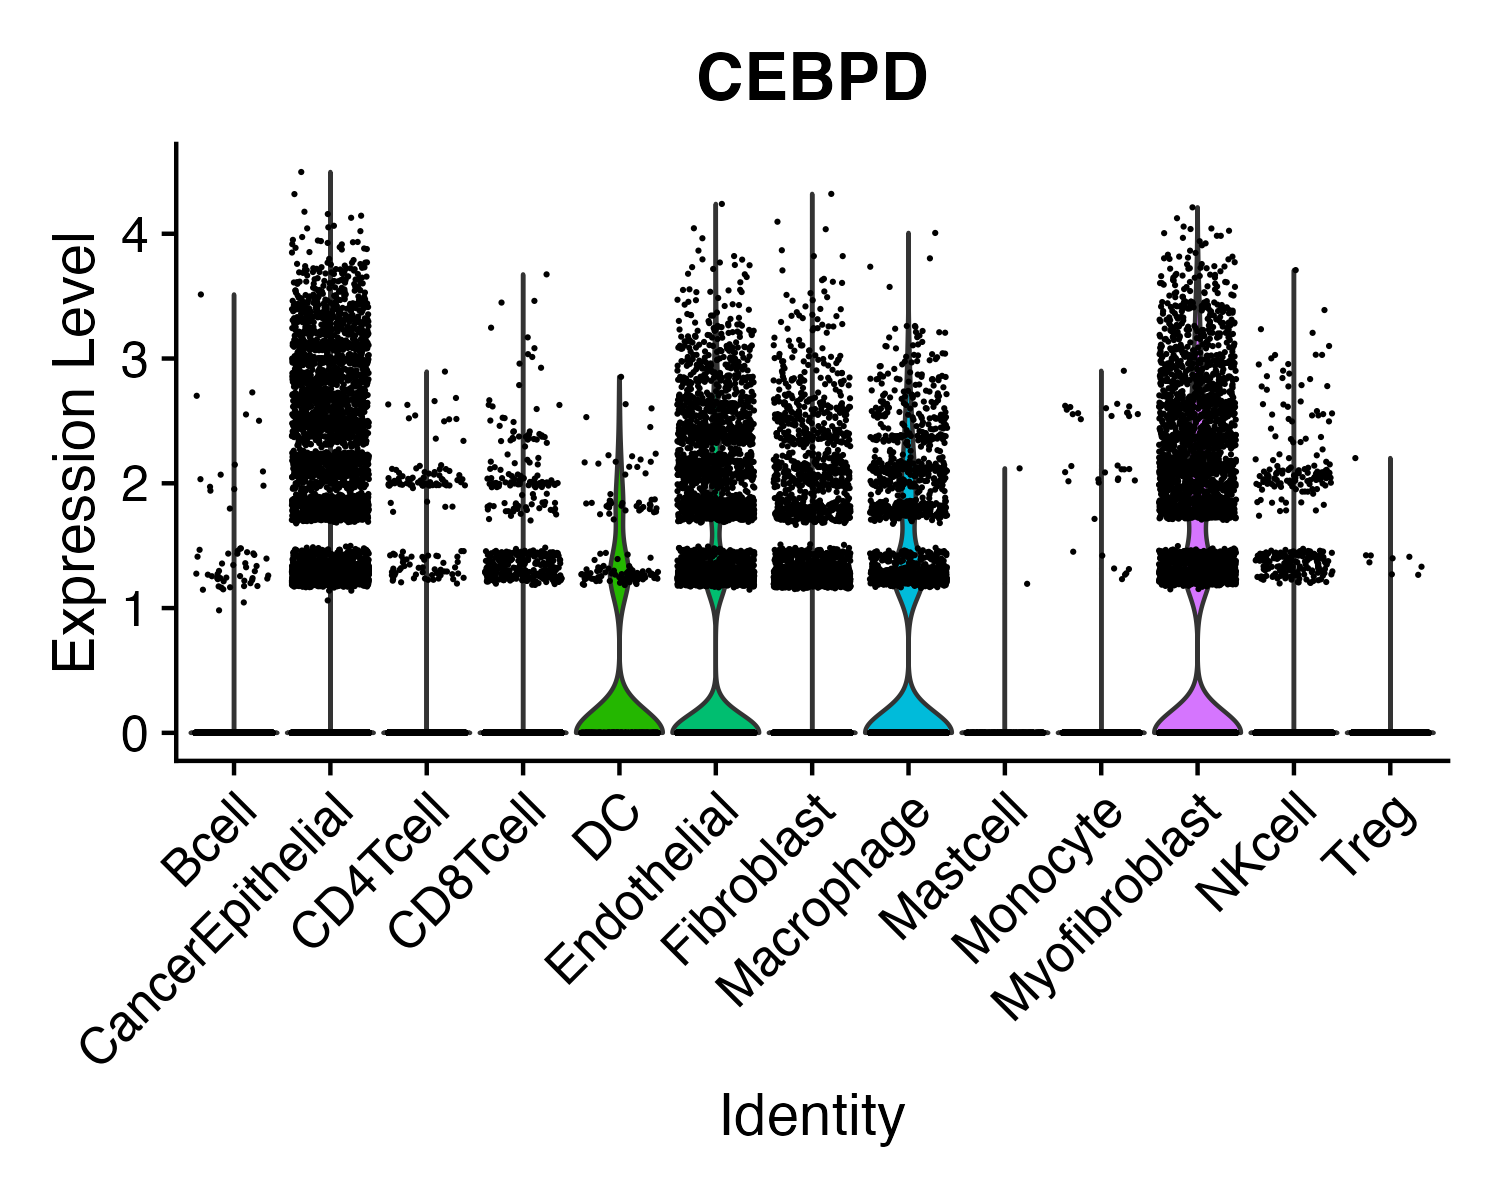 CEBPD
Expression Level
4
3
2
1
0
Bcell
CancerEpithelial
CD4Tcell
CD8Tcell
DC
Endothelial
Fibroblast
Macrophage
Mastcell
Monocyte
Myofibroblast
NKcell
Treg
Identity